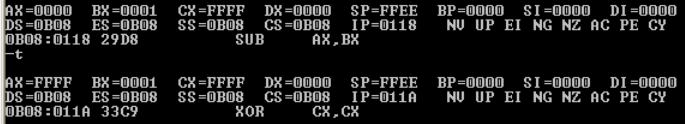 AX=0000  BX=0001  CX=FFFF  DX=0000  SP=FFEE  BP=0000  SI=0000  DI=0000
DS=0B08  ES=0B08  SS=0B08  CS=0B08  IP=0118   NV UP EI NG NZ AC PE CY
0B08:0118 29D8          SUB     AX,BX
-t
AX=FFFF  BX=0001  CX=FFFF  DX=0000  SP=FFEE  BP=0000  SI=0000  DI=0000
DS=0B08  ES=0B08  SS=0B08  CS=0B08  IP=011A   NV UP EI NG NZ AC PE CY
0B08:011A 33C9          XOR     CX,CX